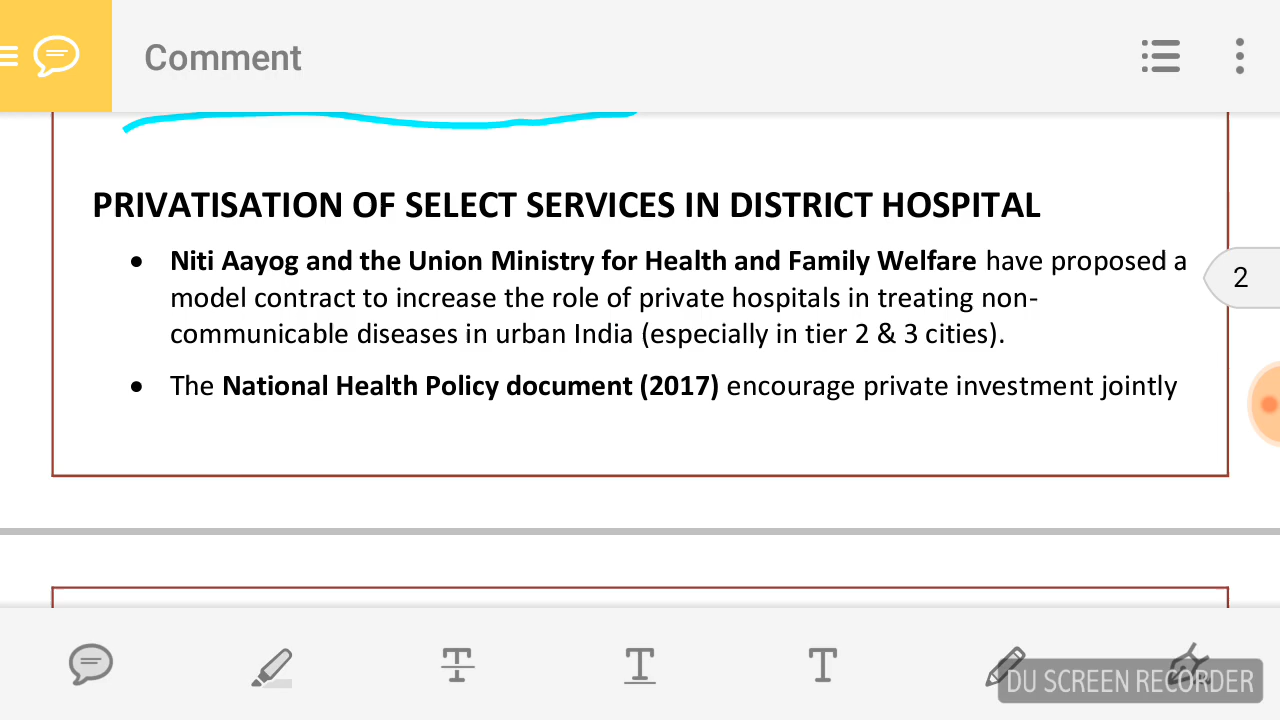 Comment
PRIVATISATION OF SELECT SERVICES IN DISTRICT HOSPITAL
• Niti Aayog and the Union Ministry for Health and Family Welfare have proposed a
model contract to increase the role of private hospitals in treating non-
communicable diseases in urban India (especially in tier 2 & 3 cities).
2
• The National Health Policy document (2017) encourage private investment jointly
T
T
T
DU SCREEN RECORDER